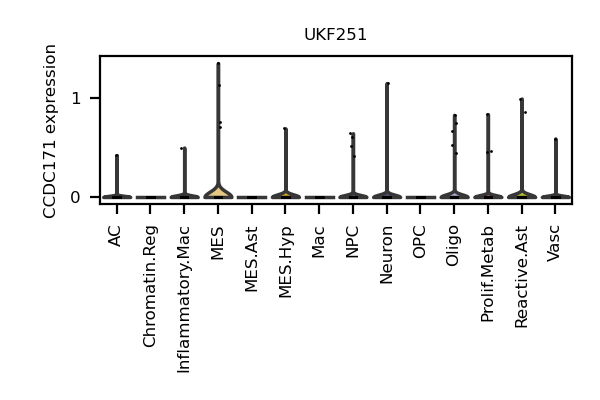 UKF251
CCDC171 expression
1
0
AC
Chromatin.Reg
Inflammatory.Mac
MES
MES.Ast
MES.Hyp
Mac
NPC
Neuron
OPC
Oligo
Prolif.Metab
Reactive.Ast
Vasc